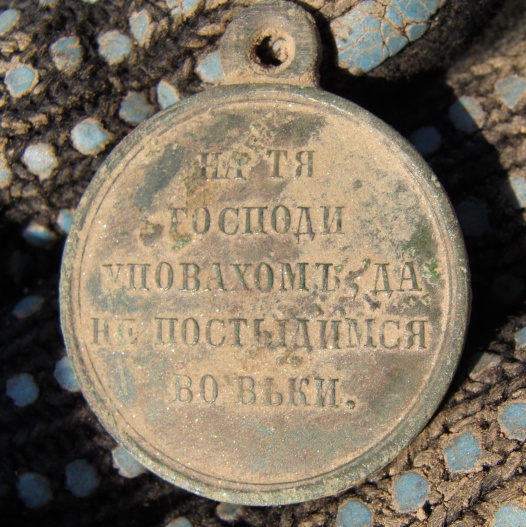 НА ТЯ
ГОСПОДИ
УПОВАХОМЪ, ДА
НЕ ПОСТЫДИМСЯ
ВО ВѢКИ.